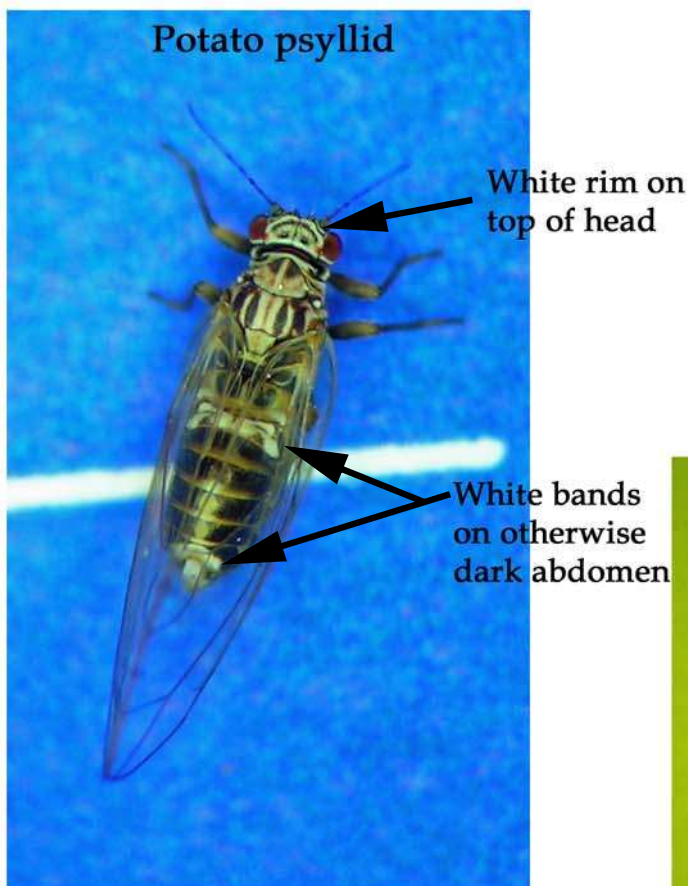 Potato psyllid
White rim on
top of head
White bands
on otherwise
dark abdomen